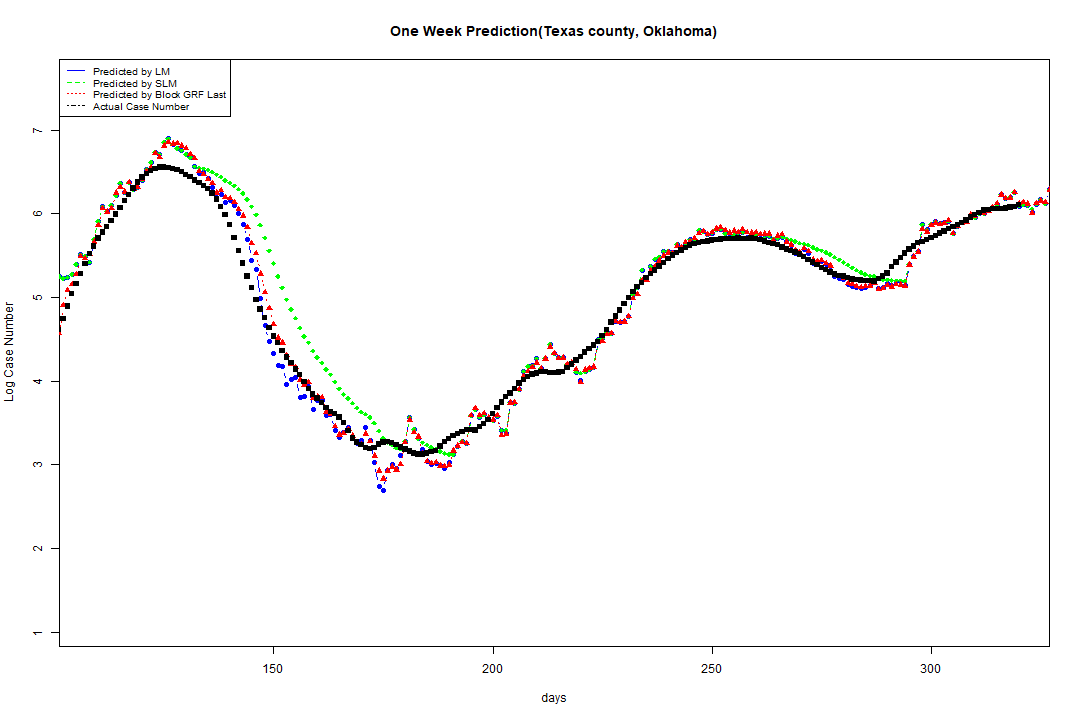 One Week Prediction(Texas county, Oklahoma)
Predicted by LM
Predicted by SLM
Predicted by Block GRF Last
Actual Case Number
7
6
5
4
3
2
1
Log Case Number
150
200
250
300
days